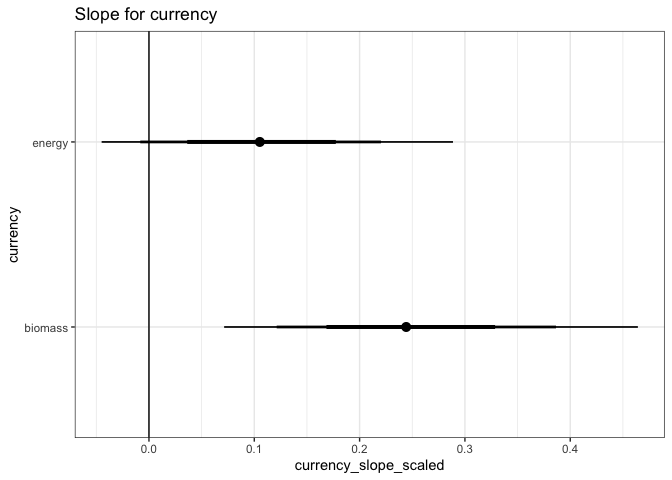 Slope for currency
energy
currency
biomass
0.0 0.1 0.2 0.3 0.4
currency_slope_scaled